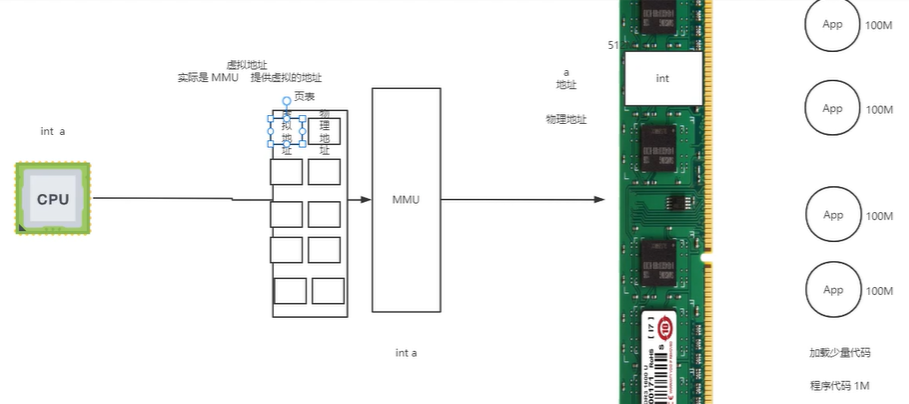 虚拟地址
实际是 MMU 提供虚拟的地址
页表
虚拟地址
物理地址
int a
CPU
MMU
int a
51
int
a
地址
物理地址
App
100M
App
100M
App
100M
App
100M
加载少量代码
程序代码 1M